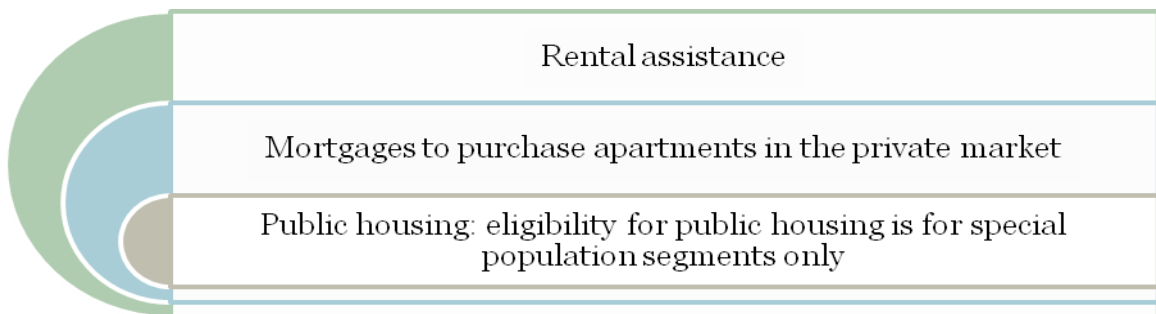 Rental assistance
Mortgages to purchase apartments in the private market
Public housing: eligibility for public housing is for special
population segments only